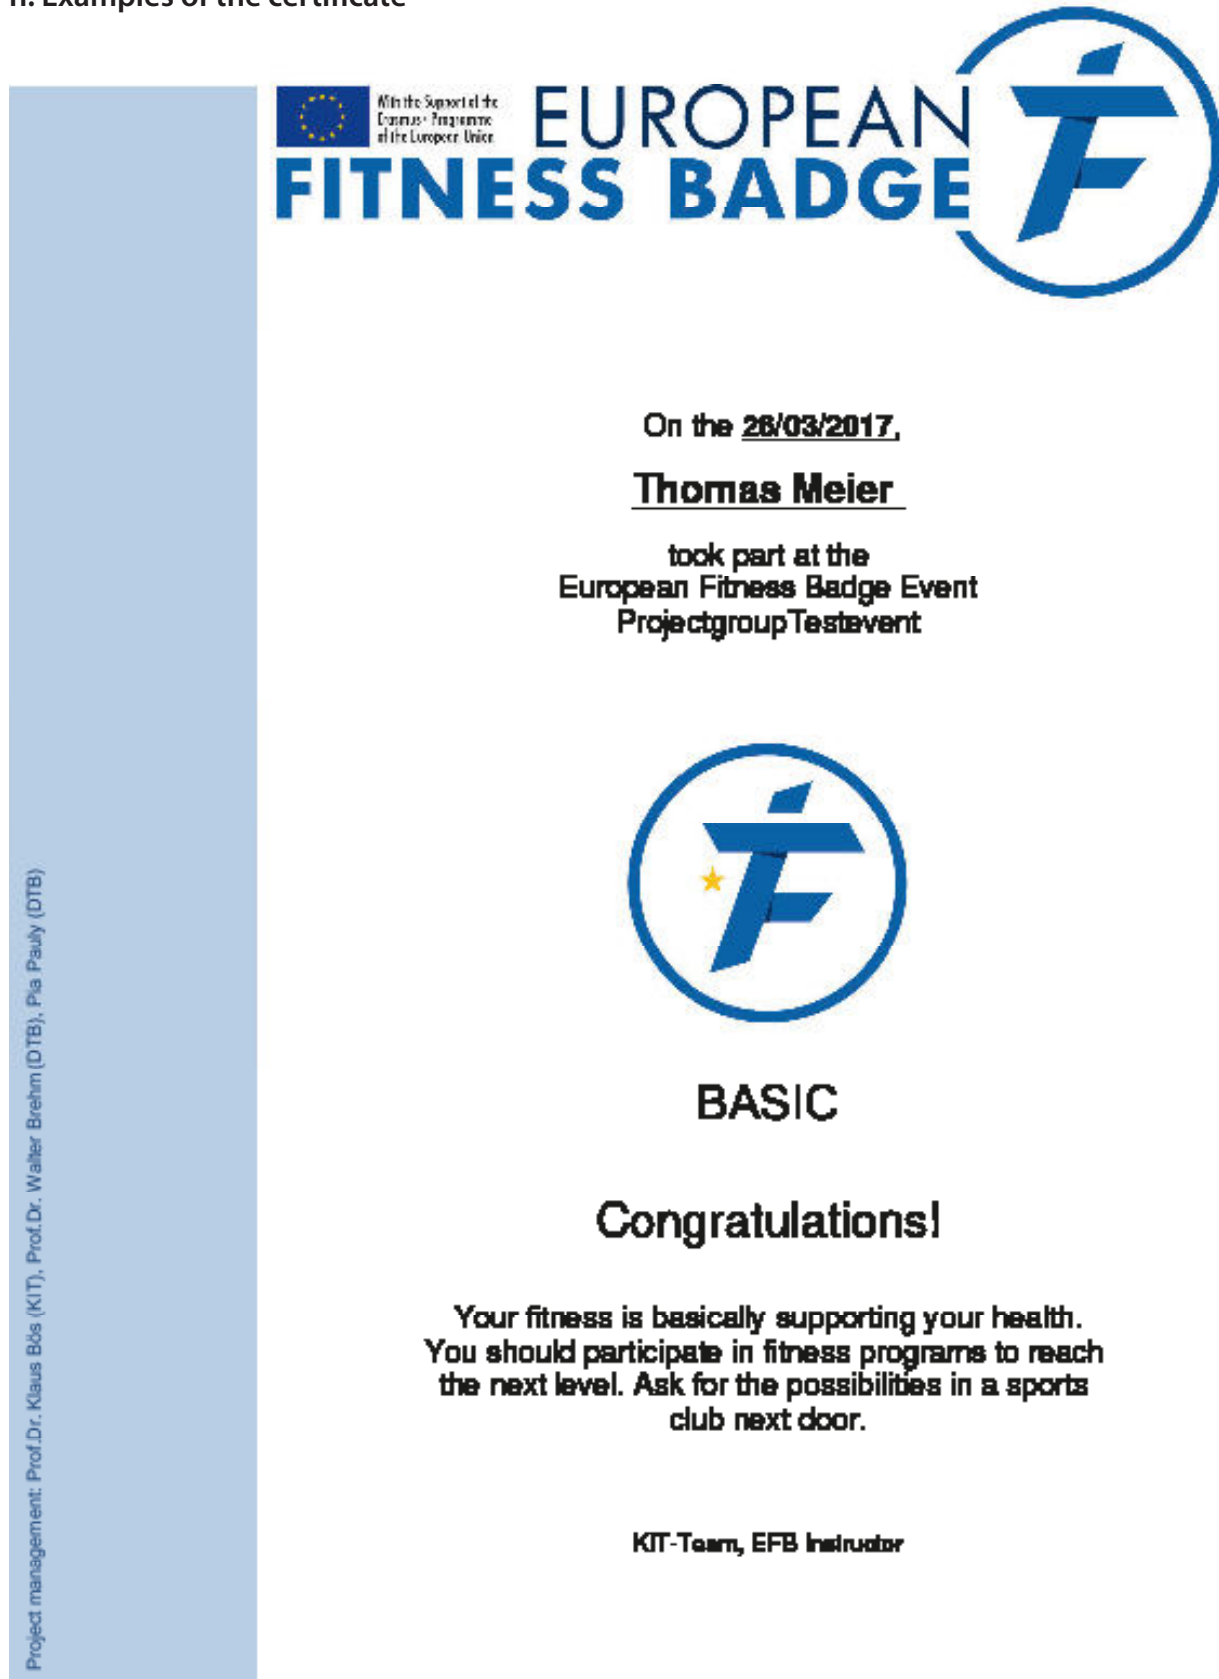 n. Examples of the certificate
With the Support of the
Erasmus+ Programme
of the European Union
EUROPEAN
FITNESS BADGE
On the 26/03/2017,
Thomas Meier
took part at the
European Fitness Badge Event
ProjectgroupTestevent
BASIC
Congratulations!
Your fitness is basically supporting your health.
You should participate in fitness programs to reach
the next level. Ask for the possibilities in a sports
club next door.
KIT-Team, EFB Instructor
Project management: Prof.Dr. Klaus Bös (KIT), Prof.Dr. Walter Brehm (DTB), Pia Pauly (DTB)